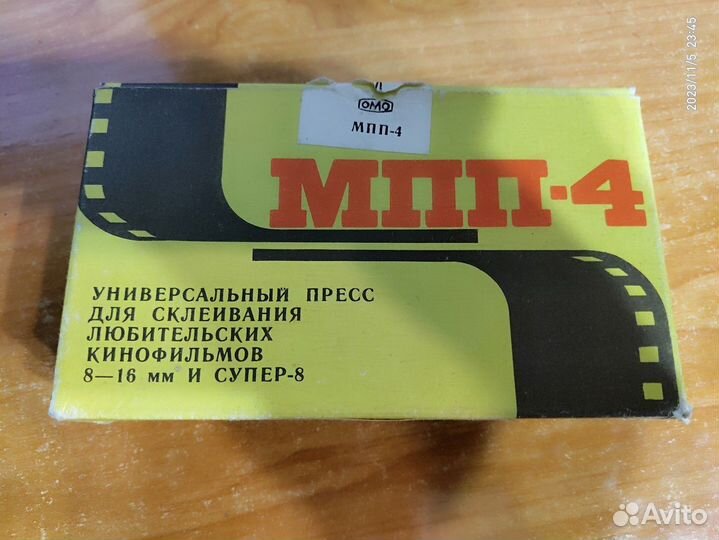 ОМО
МПП-4
МПП-4
УНИВЕРСАЛЬНЫЙ ПРЕСС
ДЛЯ СКЛЕИВАНИЯ
ЛЮБИТЕЛЬСКИХ
КИНОФИЛЬМОВ
8—16 мм И СУПЕР-8
2023/11/5 23:45
Avito